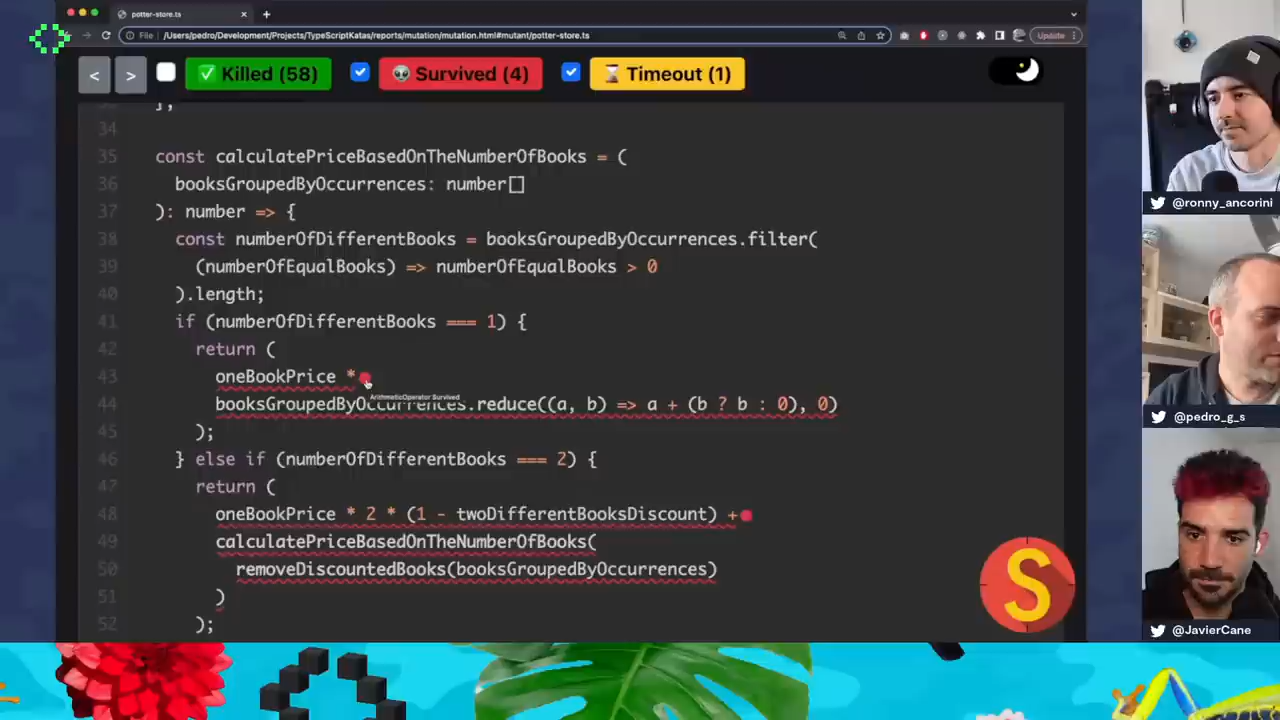 potter-store.ts
File /Users/pedro/Development/Projects/TypeScriptKatas/reports/mutation/mutation.html#mutant/potter-store.ts Update
< > ✅ Killed (58) 👽 Survived (4) ⌛ Timeout (1)
];
34
35 const calculatePriceBasedOnTheNumberOfBooks = (
36 booksGroupedByOccurrences: number[]
37 ): number => {
38 const numberOfDifferentBooks = booksGroupedByOccurrences.filter(
39 (numberOfEqualBooks) => numberOfEqualBooks > 0
40 ).length;
41 if (numberOfDifferentBooks === 1) {
42 return (
43 oneBookPrice *
ArithmeticOperator Survived
44 booksGroupedByOccurrences.reduce((a, b) => a + (b ? b : 0), 0)
45 );
46 } else if (numberOfDifferentBooks === 2) {
47 return (
48 oneBookPrice * 2 * (1 - twoDifferentBooksDiscount) +
49 calculatePriceBasedOnTheNumberOfBooks(
50 removeDiscountedBooks(booksGroupedByOccurrences)
51 )
52 );
S
@ronny_ancorini
@pedro_g_s
@JavierCane